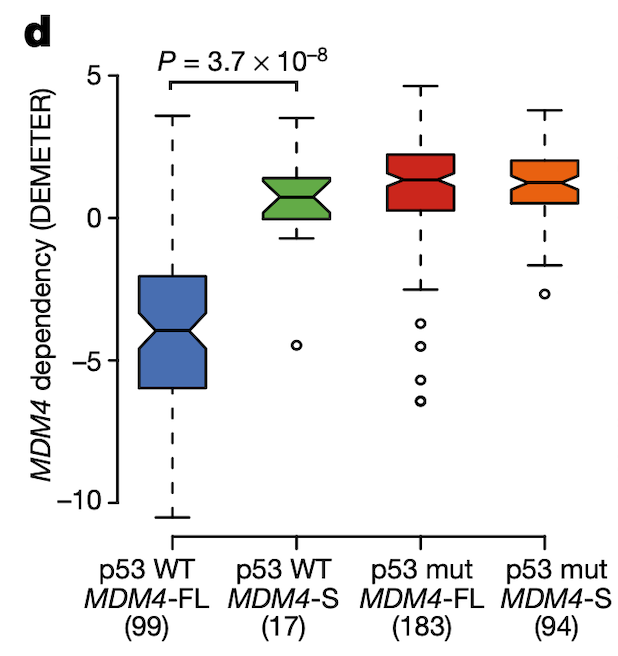 d
P = 3.7 × 10⁻⁸
MDM4 dependency (DEMETER)
5
0
−5
−10
p53 WT
MDM4-FL
(99)
p53 WT
MDM4-S
(17)
p53 mut
MDM4-FL
(183)
p53 mut
MDM4-S
(94)